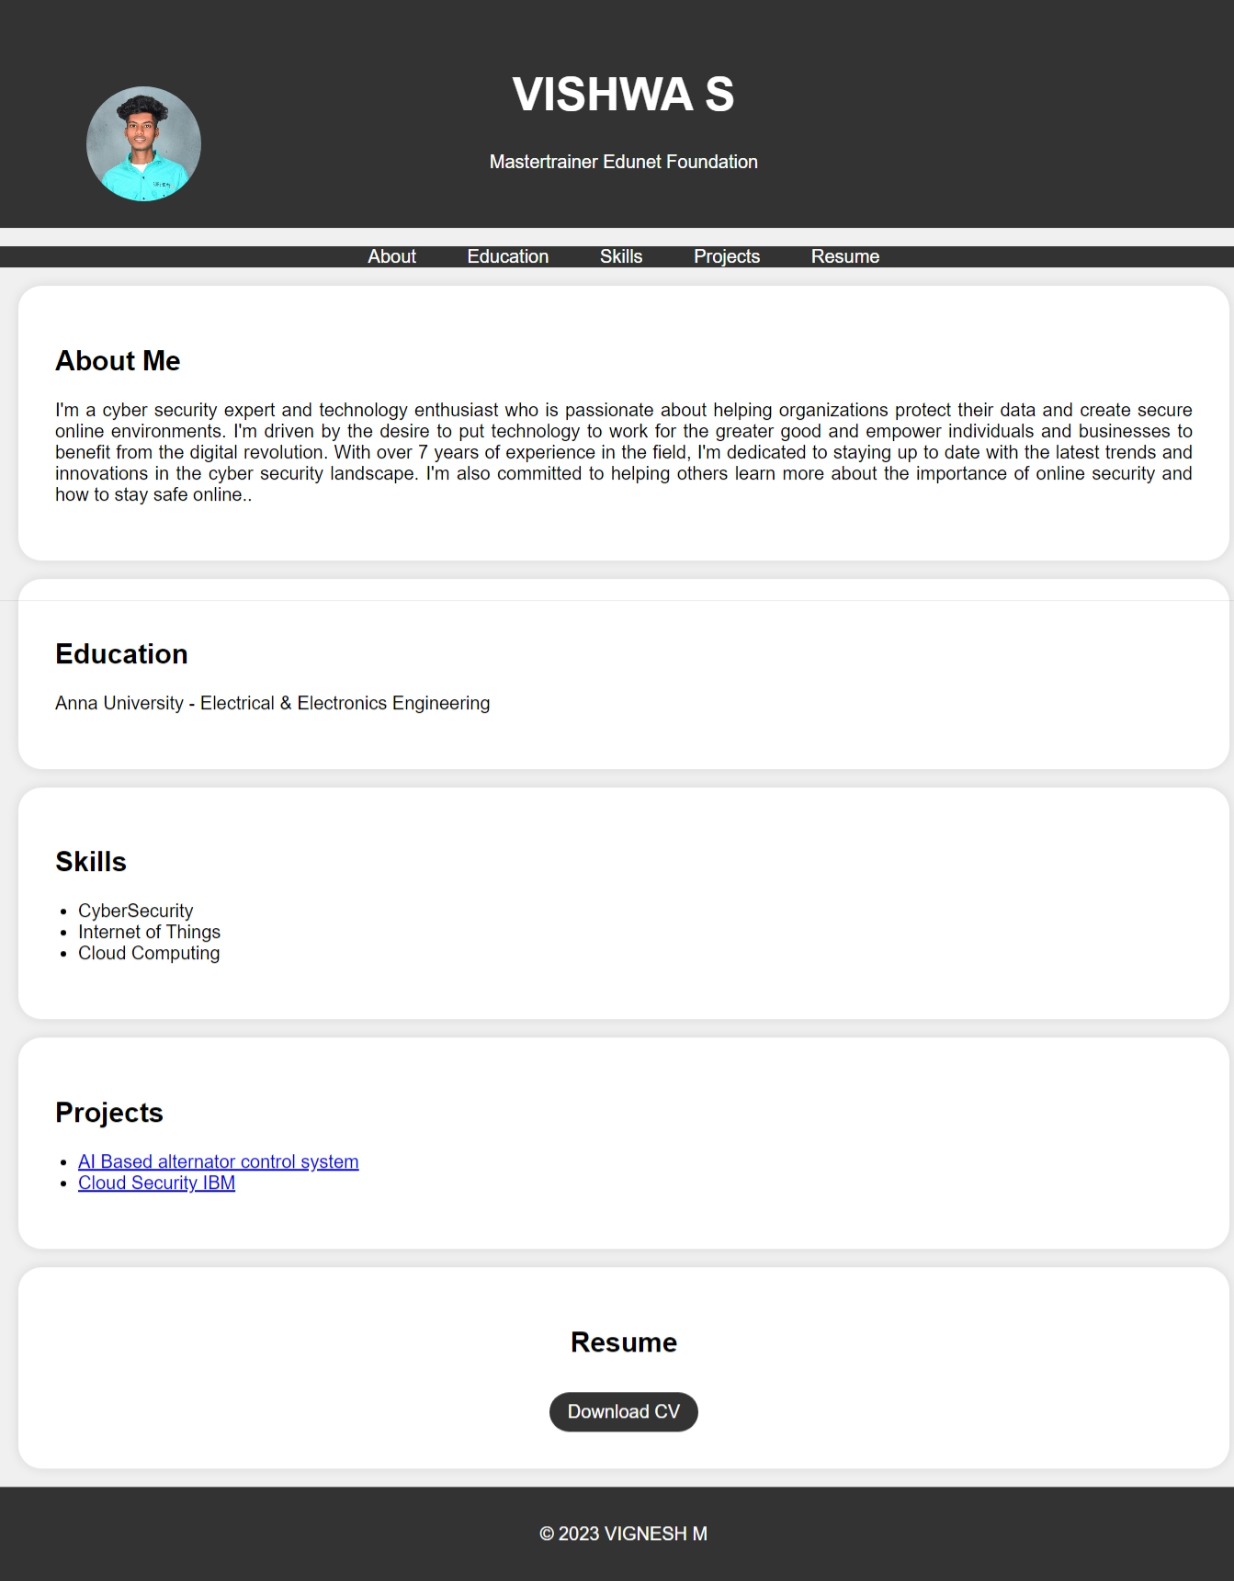 VISHWA S
Mastertrainer Edunet Foundation
About Education Skills Projects Resume
About Me
I'm a cyber security expert and technology enthusiast who is passionate about helping organizations protect their data and create secure
online environments. I'm driven by the desire to put technology to work for the greater good and empower individuals and businesses to
benefit from the digital revolution. With over 7 years of experience in the field, I'm dedicated to staying up to date with the latest trends and
innovations in the cyber security landscape. I'm also committed to helping others learn more about the importance of online security and
how to stay safe online..
Education
Anna University - Electrical & Electronics Engineering
Skills
• CyberSecurity
• Internet of Things
• Cloud Computing
Projects
• AI Based alternator control system
• Cloud Security IBM
Resume
Download CV
© 2023 VIGNESH M